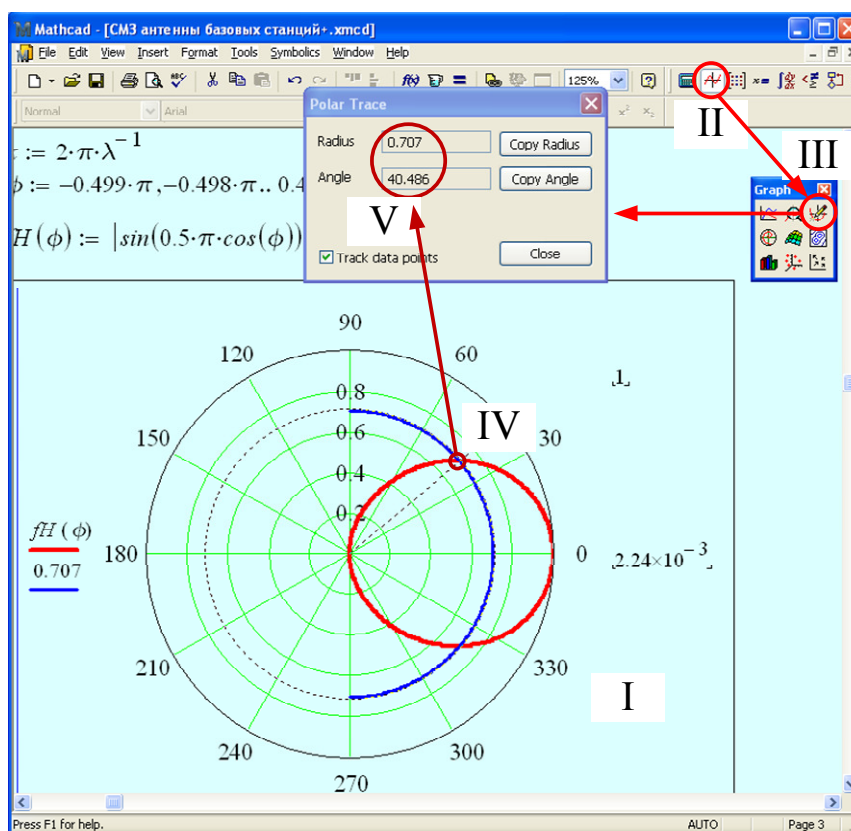 Mathcad - [СМЗ антенны базовых станций+.xmcd]
File Edit View Insert Format Tools Symbolics Window Help
125%
Normal Arial
Polar Trace
Radius 0.707 Copy Radius
Angle 40.486 Copy Angle
Track data points Close
II
III
V
Graph
:= 2·π·λ⁻¹
ϕ := −0.499·π,−0.498·π.. 0.4
H(ϕ) := |sin(0.5·π·cos(ϕ))
90
120
60
0.8
0.6
0.4
0.2
IV
150
30
fH(ϕ)
0.707
180
0
1
2.24×10⁻³
210
330
I
240
300
270
Press F1 for help. AUTO Page 3